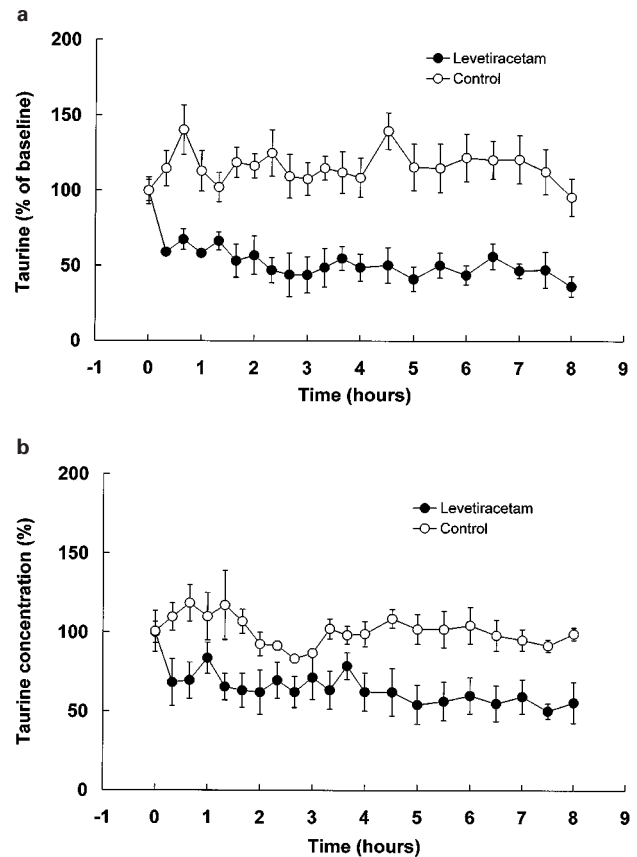 a
200
150
100
50
0
Taurine (% of baseline)
Levetiracetam
Control
-1 0 1 2 3 4 5 6 7 8 9
Time (hours)
b
200
150
100
50
0
Taurine concentration (%)
Levetiracetam
Control
-1 0 1 2 3 4 5 6 7 8 9
Time (hours)